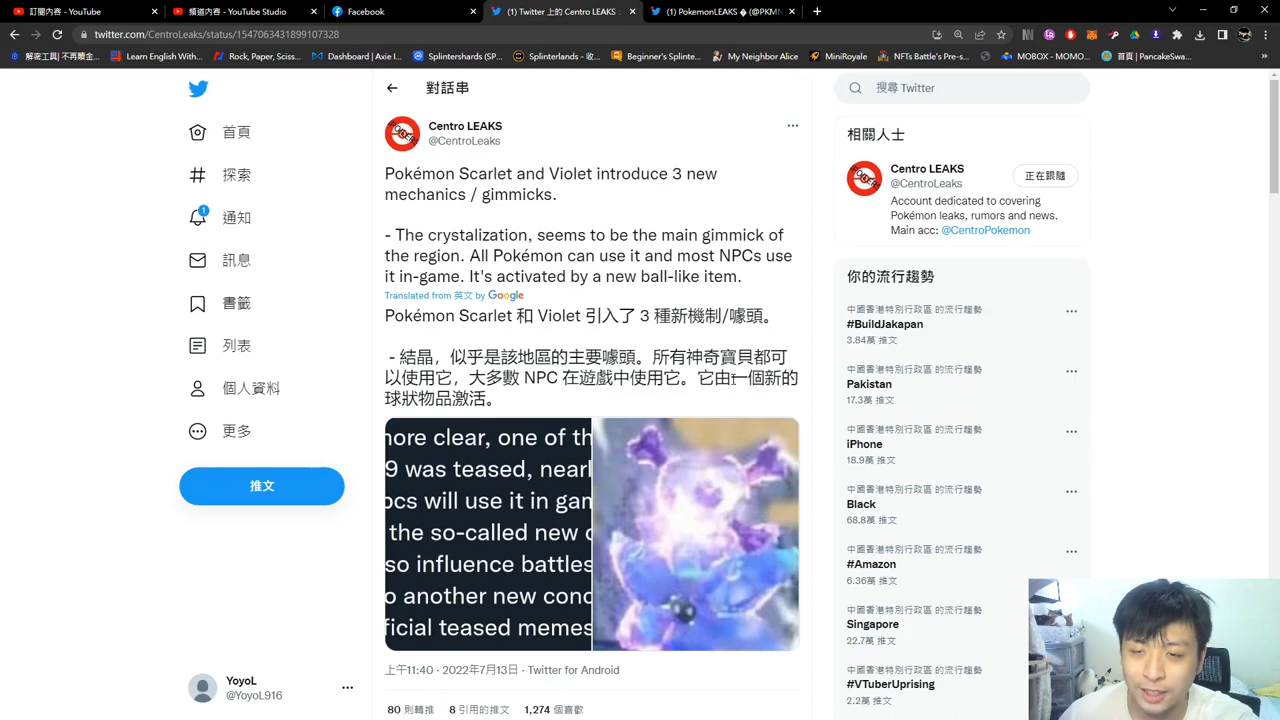 訂閱內容 - YouTube
頻道內容 - YouTube Studio
Facebook
(1) Twitter 上的 Centro LEAKS
(1) PokemonLEAKS � (@PKMN
twitter.com/CentroLeaks/status/1547063431899107328
解密工具| 不再贖金...
Learn English With...
Rock, Paper, Sciss...
Dashboard | Axie I...
Splintershards (SP...
Splinterlands - 收...
Beginner's Splinte...
My Neighbor Alice
MiniRoyale
NFTs Battle's Pre-s...
MOBOX - MOMO...
首頁 | PancakeSwa...
首頁
探索
1
通知
訊息
書籤
列表
個人資料
更多
推文
YoyoL
@YoyoL916
對話串
Centro LEAKS
@CentroLeaks
Pokémon Scarlet and Violet introduce 3 new
mechanics / gimmicks.
- The crystalization, seems to be the main gimmick of
the region. All Pokémon can use it and most NPCs use
it in-game. It's activated by a new ball-like item.
Translated from 英文 by Google
Pokémon Scarlet 和 Violet 引入了 3 種新機制/噱頭。
- 結晶，似乎是該地區的主要噱頭。所有神奇寶貝都可
以使用它，大多數 NPC 在遊戲中使用它。它由一個新的
球狀物品激活。
nore clear, one of th
9 was teased, nearl
ocs will use it in gam
the so-called new c
so influence battles
o another new conc
ficial teased memes
上午11:40 · 2022年7月13日 · Twitter for Android
80 則轉推
8 引用的推文
1,274 個喜歡
搜尋 Twitter
相關人士
Centro LEAKS
@CentroLeaks
正在跟隨
Account dedicated to covering
Pokémon leaks, rumors and news.
Main acc: @CentroPokemon
你的流行趨勢
中國香港特別行政區 的流行趨勢
#BuildJakapan
3.84萬 推文
中國香港特別行政區 的流行趨勢
Pakistan
17.3萬 推文
中國香港特別行政區 的流行趨勢
iPhone
18.9萬 推文
中國香港特別行政區 的流行趨勢
Black
68.8萬 推文
中國香港特別行政區 的流行趨勢
#Amazon
6.36萬 推文
中國香港特別行政區 的流行趨勢
Singapore
22.7萬 推文
中國香港特別行政區 的流行趨勢
#VTuberUprising
2.2萬 推文